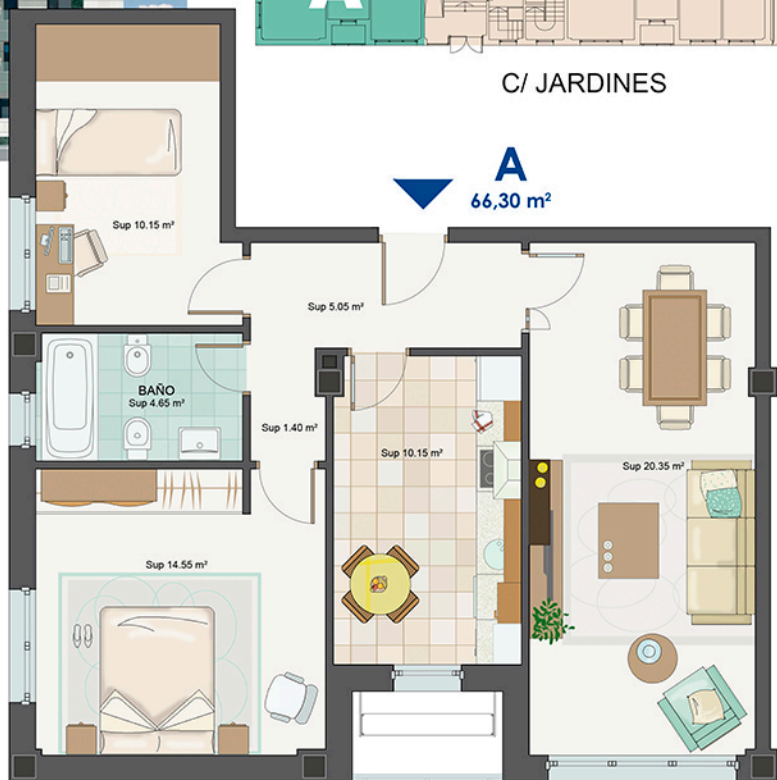 A
C/ JARDINES
A
66,30 m²
Sup 10.15 m²
Sup 5.05 m²
BAÑO
Sup 4.65 m²
Sup 1.40 m²
Sup 10.15 m²
Sup 20.35 m²
Sup 14.55 m²